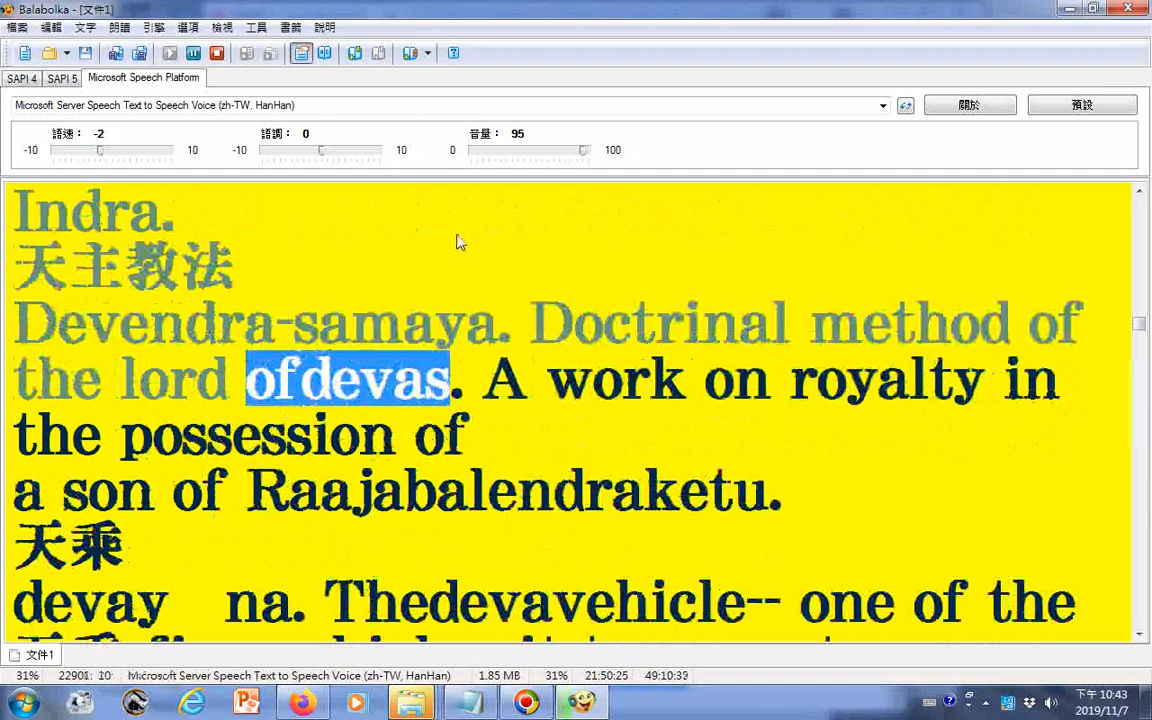 Balabolka - [文件1]
檔案 編輯 文字 朗讀 引擎 選項 檢視 工具 書籤 說明
SAPI 4 SAPI 5 Microsoft Speech Platform
Microsoft Server Speech Text to Speech Voice (zh-TW, HanHan) 關於 預設
語速： -2 語調： 0 音量： 95
-10 10 -10 10 0 100
Indra.
天主教法
Devendra-samaya. Doctrinal method of
the lord ofdevas. A work on royalty in
the possession of
a son of Raajabalendraketu.
天乘
devay na. Thedevavehicle-- one of the
文件1
31% 22901: 10 Microsoft Server Speech Text to Speech Voice (zh-TW, HanHan) 1.85 MB 31% 21:50:25 49:10:39
下午 10:43
2019/11/7